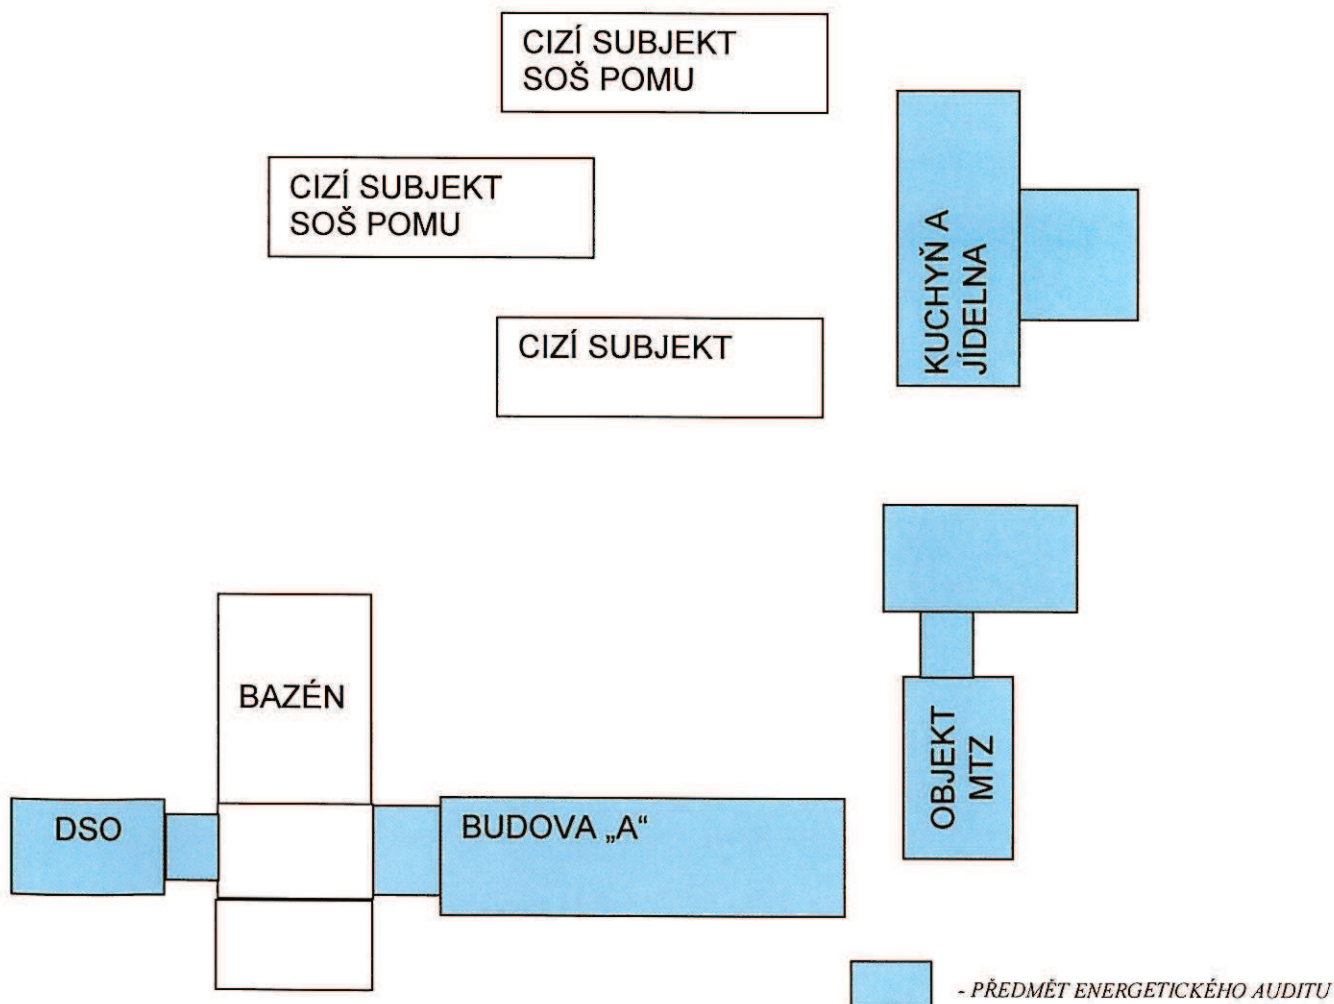 CIZÍ SUBJEKT
SOŠ POMU
CIZÍ SUBJEKT
SOŠ POMU
KUCHYŇ A
JÍDELNA
CIZÍ SUBJEKT
BAZÉN
OBJEKT
MTZ
DSO
BUDOVA „A“
- PŘEDMĚT ENERGETICKÉHO AUDITU